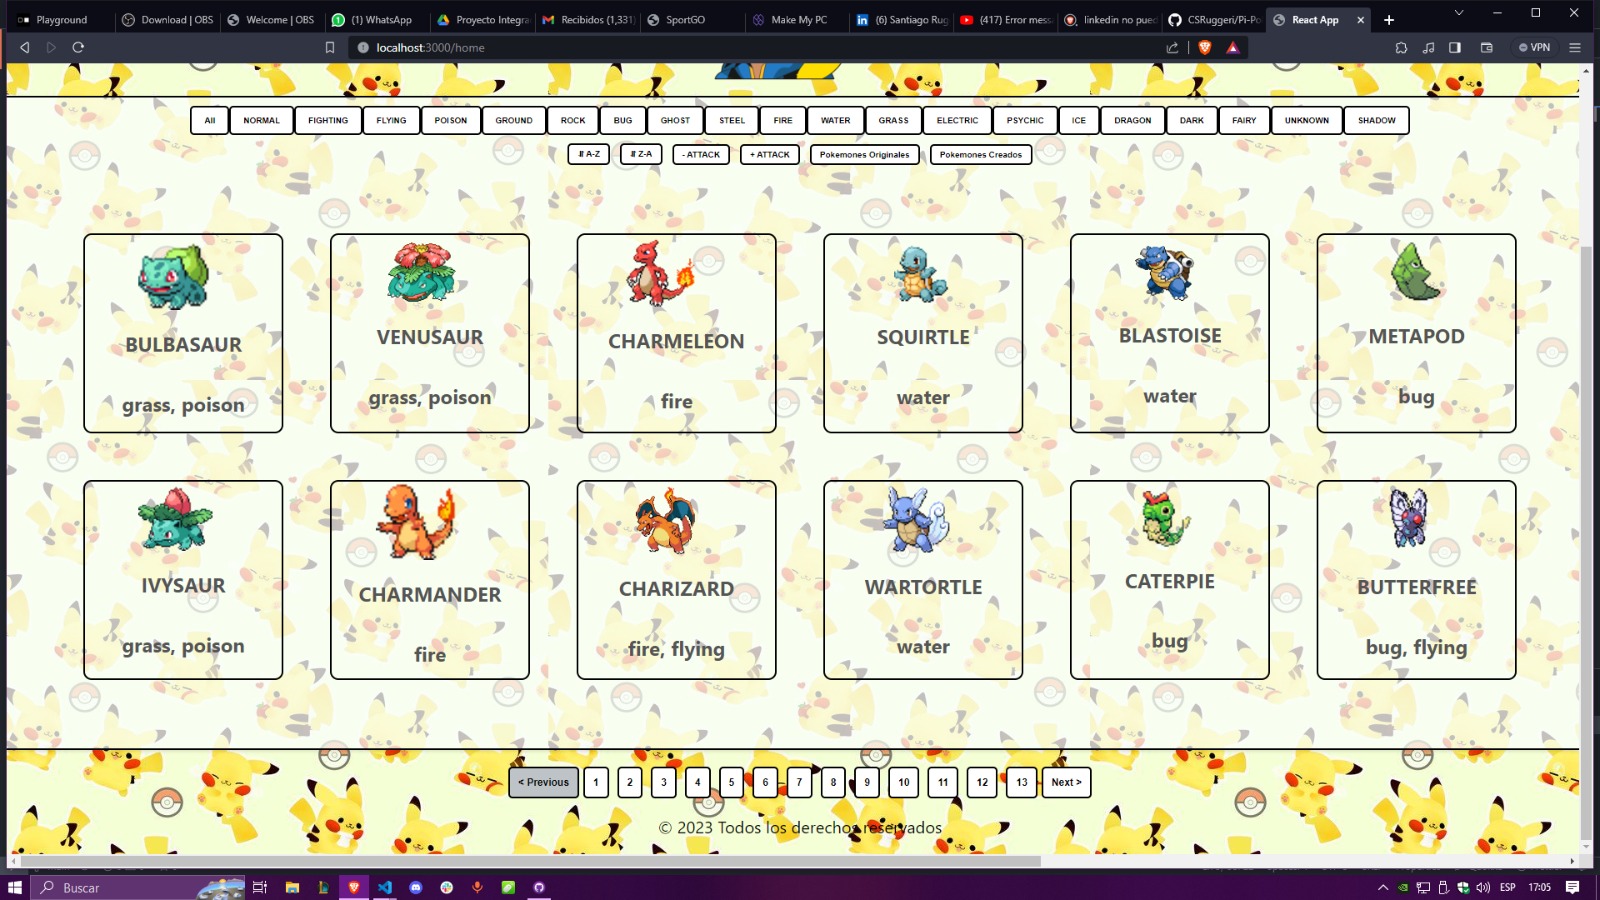 Playground
Download | OBS
Welcome | OBS
(1) WhatsApp
Proyecto Integra
Recibidos (1,331)
SportGO
Make My PC
(6) Santiago Rug
(417) Error mess
linkedin no pued
CSRuggeri/Pi-Po
React App
localhost:3000/home
VPN
All NORMAL FIGHTING FLYING POISON GROUND ROCK BUG GHOST STEEL FIRE WATER GRASS ELECTRIC PSYCHIC ICE DRAGON DARK FAIRY UNKNOWN SHADOW
⇵ A-Z ⇵ Z-A - ATTACK + ATTACK Pokemones Originales Pokemones Creados
BULBASAUR
grass, poison
VENUSAUR
grass, poison
CHARMELEON
fire
SQUIRTLE
water
BLASTOISE
water
METAPOD
bug
IVYSAUR
grass, poison
CHARMANDER
fire
CHARIZARD
fire, flying
WARTORTLE
water
CATERPIE
bug
BUTTERFREE
bug, flying
< Previous 1 2 3 4 5 6 7 8 9 10 11 12 13 Next >
© 2023 Todos los derechos reservados
Buscar
ESP
17:05